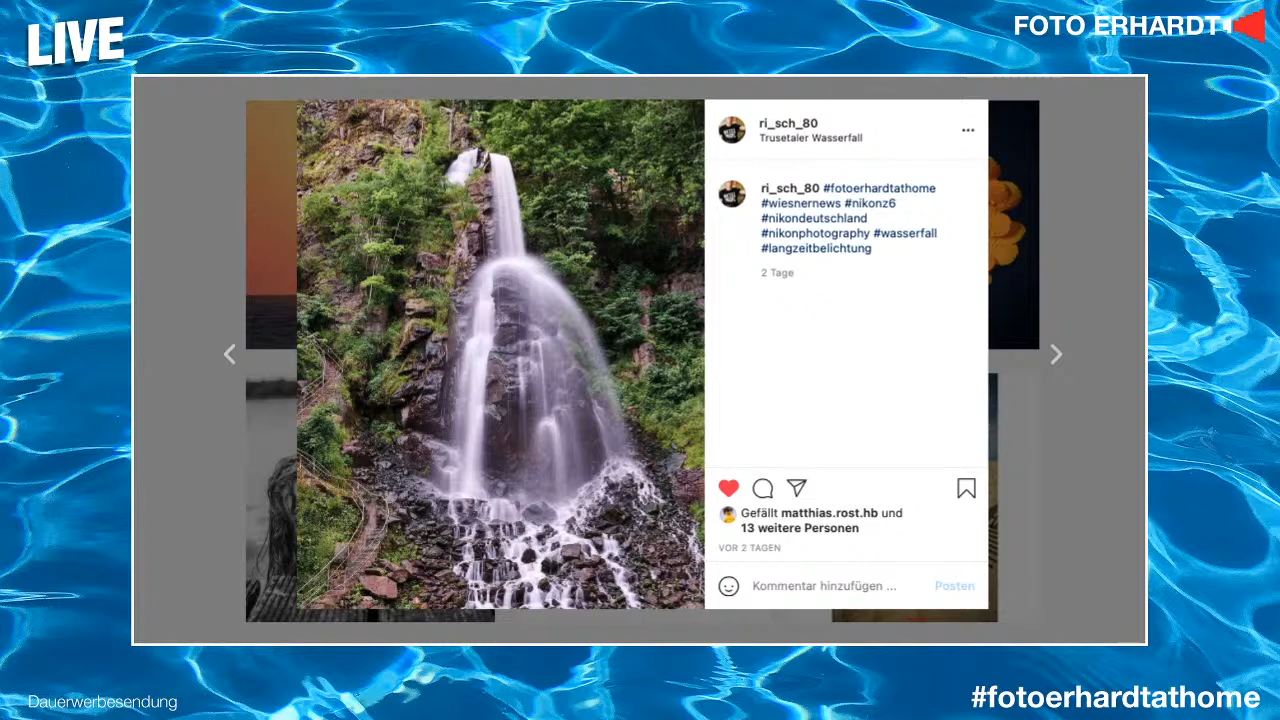 LIVE
FOTO ERHARDT
ri_sch_80
Trusetaler Wasserfall
ri_sch_80 #fotoerhardtathome
#wiesnernews #nikonz6
#nikondeutschland
#nikonphotography #wasserfall
#langzeitbelichtung
2 Tage
Gefällt matthias.rost.hb und
13 weitere Personen
VOR 2 TAGEN
Kommentar hinzufügen ...
Posten
Dauerwerbesendung
#fotoerhardtathome